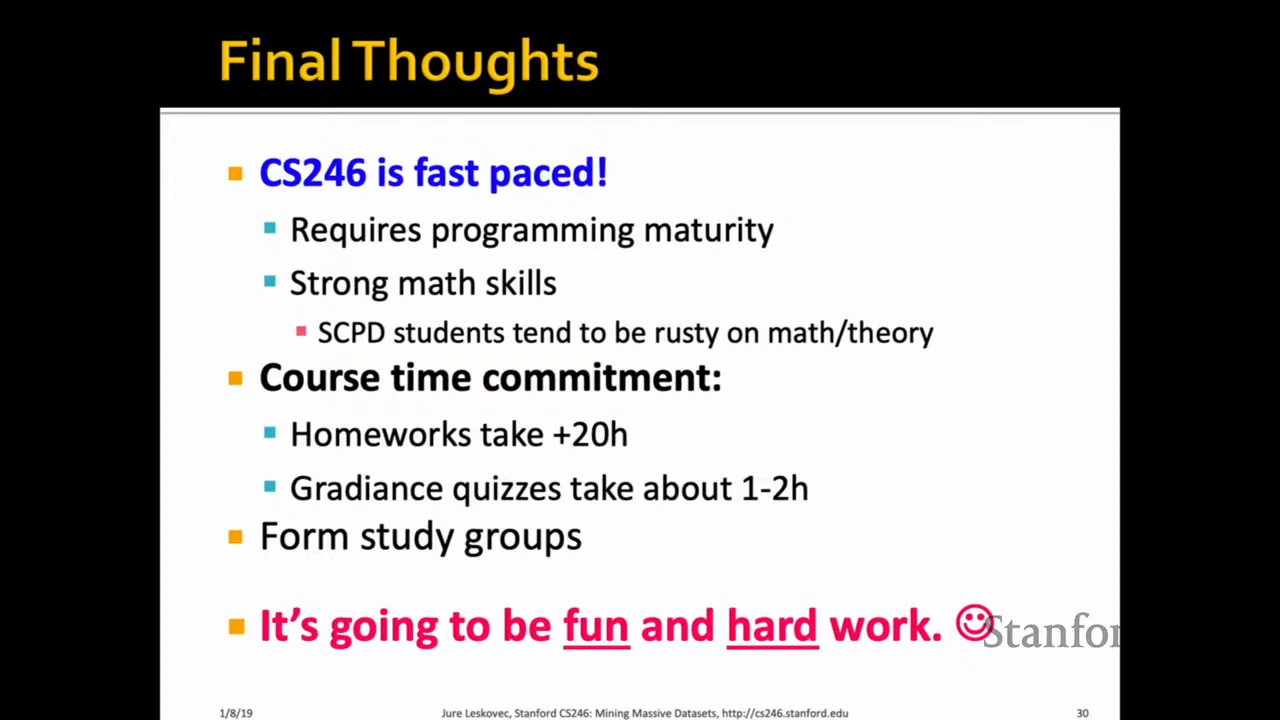 Final Thoughts
CS246 is fast paced!
Requires programming maturity
Strong math skills
SCPD students tend to be rusty on math/theory
Course time commitment:
Homeworks take +20h
Gradiance quizzes take about 1-2h
Form study groups
It's going to be fun and hard work. ☺
Stanfor
1/8/19
Jure Leskovec, Stanford CS246: Mining Massive Datasets, http://cs246.stanford.edu
30